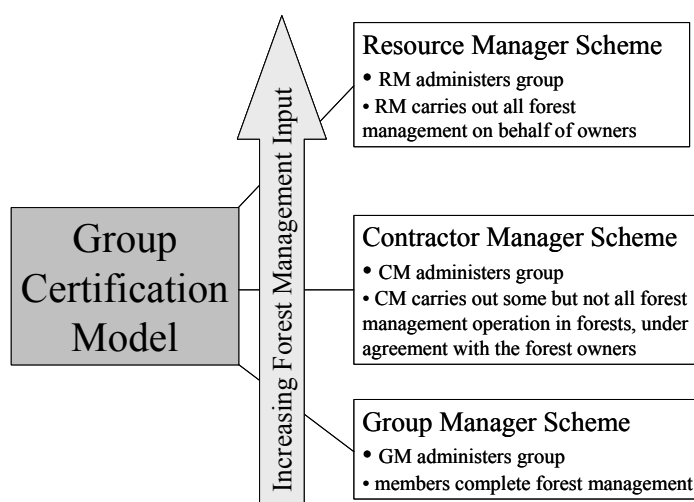 Group
Certification
Model
Increasing Forest Management Input
Resource Manager Scheme
• RM administers group
• RM carries out all forest
management on behalf of owners
Contractor Manager Scheme
• CM administers group
• CM carries out some but not all forest
management operation in forests, under
agreement with the forest owners
Group Manager Scheme
• GM administers group
• members complete forest management